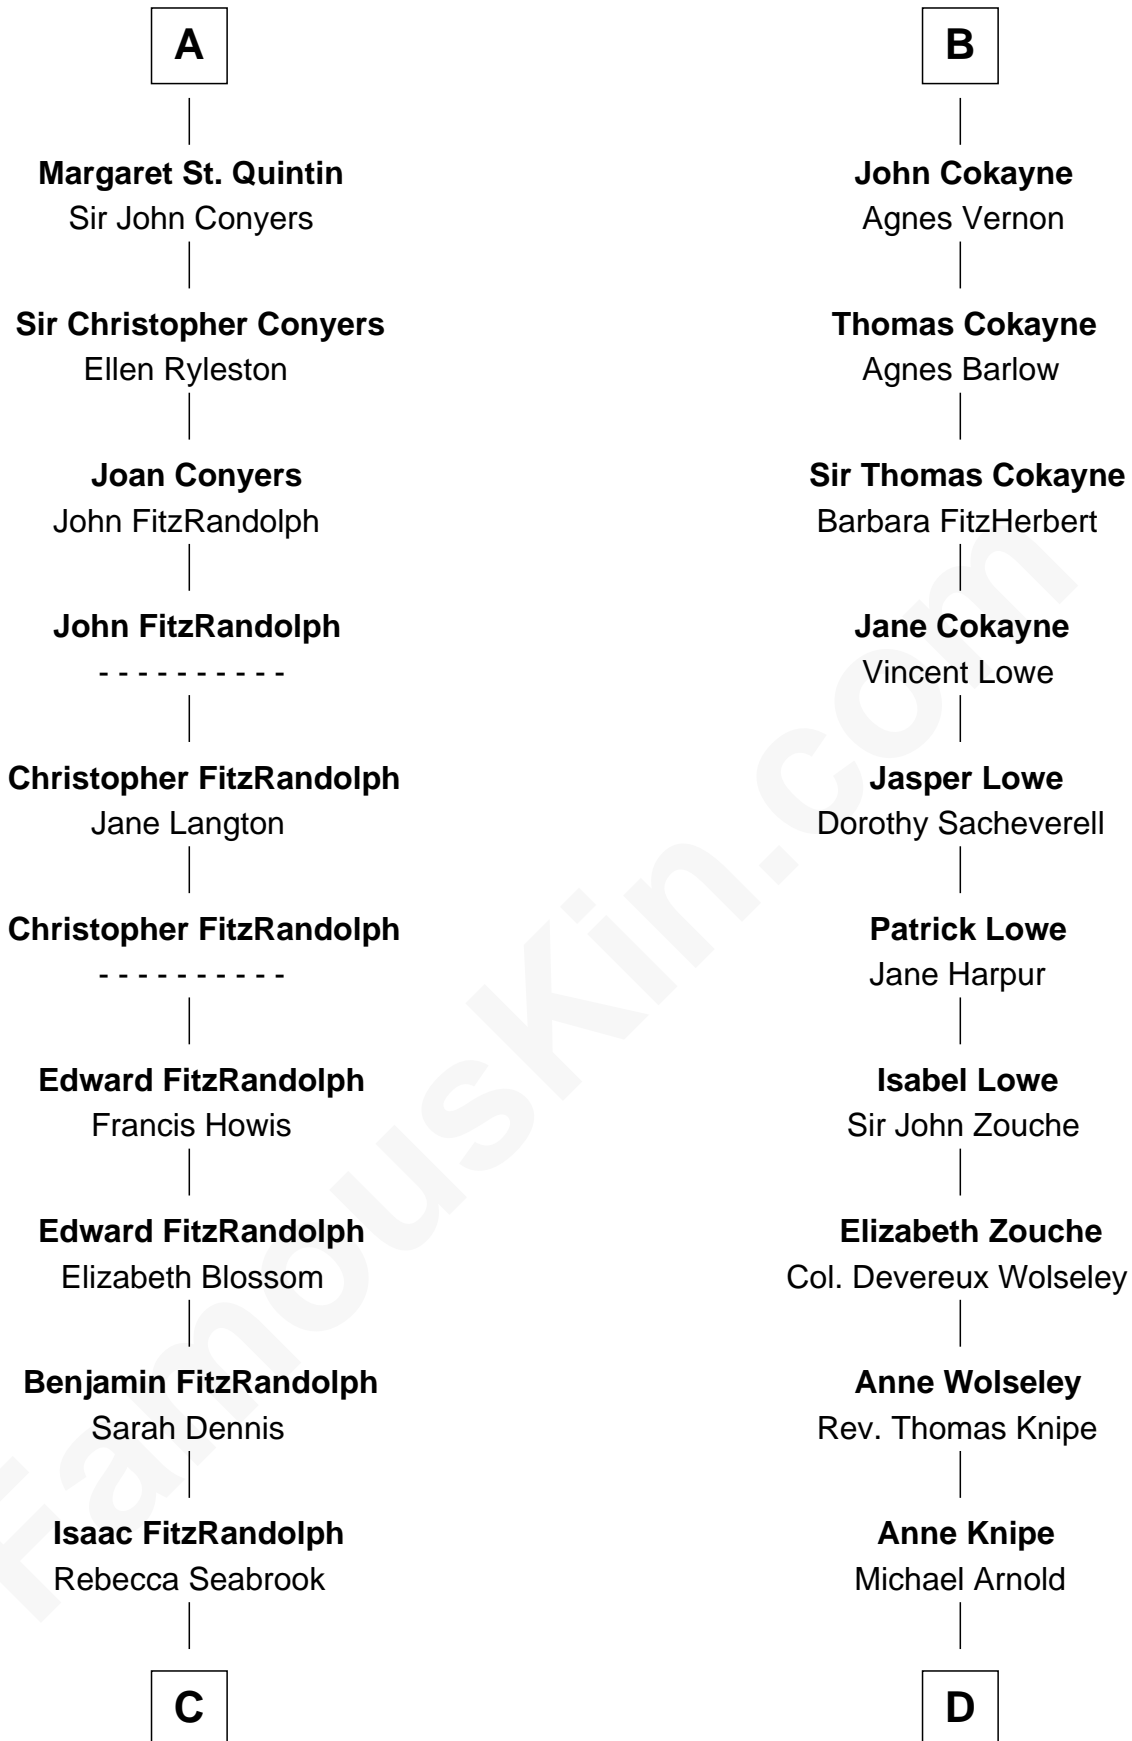 A
Margaret St. Quintin
Sir John Conyers
Sir Christopher Conyers
Ellen Ryleston
Joan Conyers
John FitzRandolph
John FitzRandolph
- - - - - - - - - -
Christopher FitzRandolph
Jane Langton
Christopher FitzRandolph
- - - - - - - - - -
Edward FitzRandolph
Francis Howis
Edward FitzRandolph
Elizabeth Blossom
Benjamin FitzRandolph
Sarah Dennis
Isaac FitzRandolph
Rebecca Seabrook
C
B
John Cokayne
Agnes Vernon
Thomas Cokayne
Agnes Barlow
Sir Thomas Cokayne
Barbara FitzHerbert
Jane Cokayne
Vincent Lowe
Jasper Lowe
Dorothy Sacheverell
Patrick Lowe
Jane Harpur
Isabel Lowe
Sir John Zouche
Elizabeth Zouche
Col. Devereux Wolseley
Anne Wolseley
Rev. Thomas Knipe
Anne Knipe
Michael Arnold
D
FamousKin.com